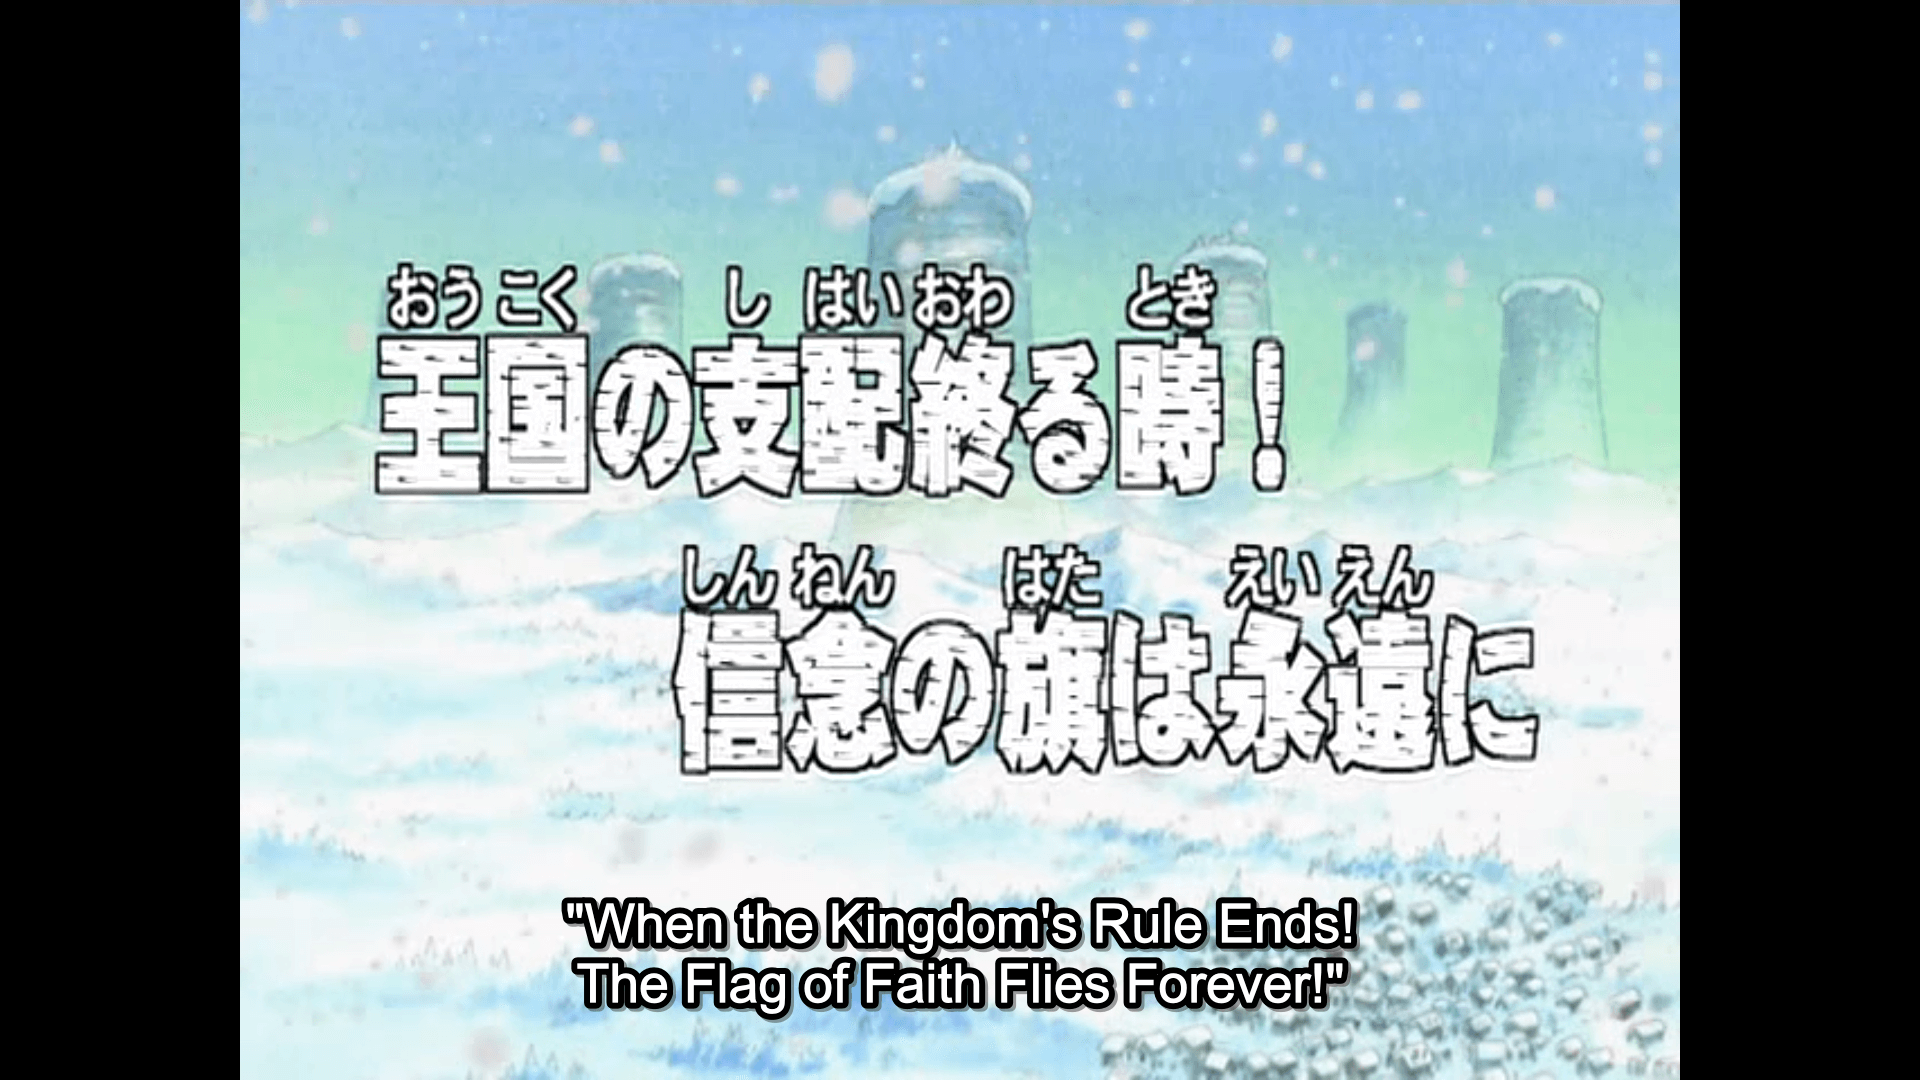 おうこく しはいおわ とき
王国の支配終る時!
しんねん はた えいえん
信念の旗は永遠に
"When the Kingdom's Rule Ends!
The Flag of Faith Flies Forever!"